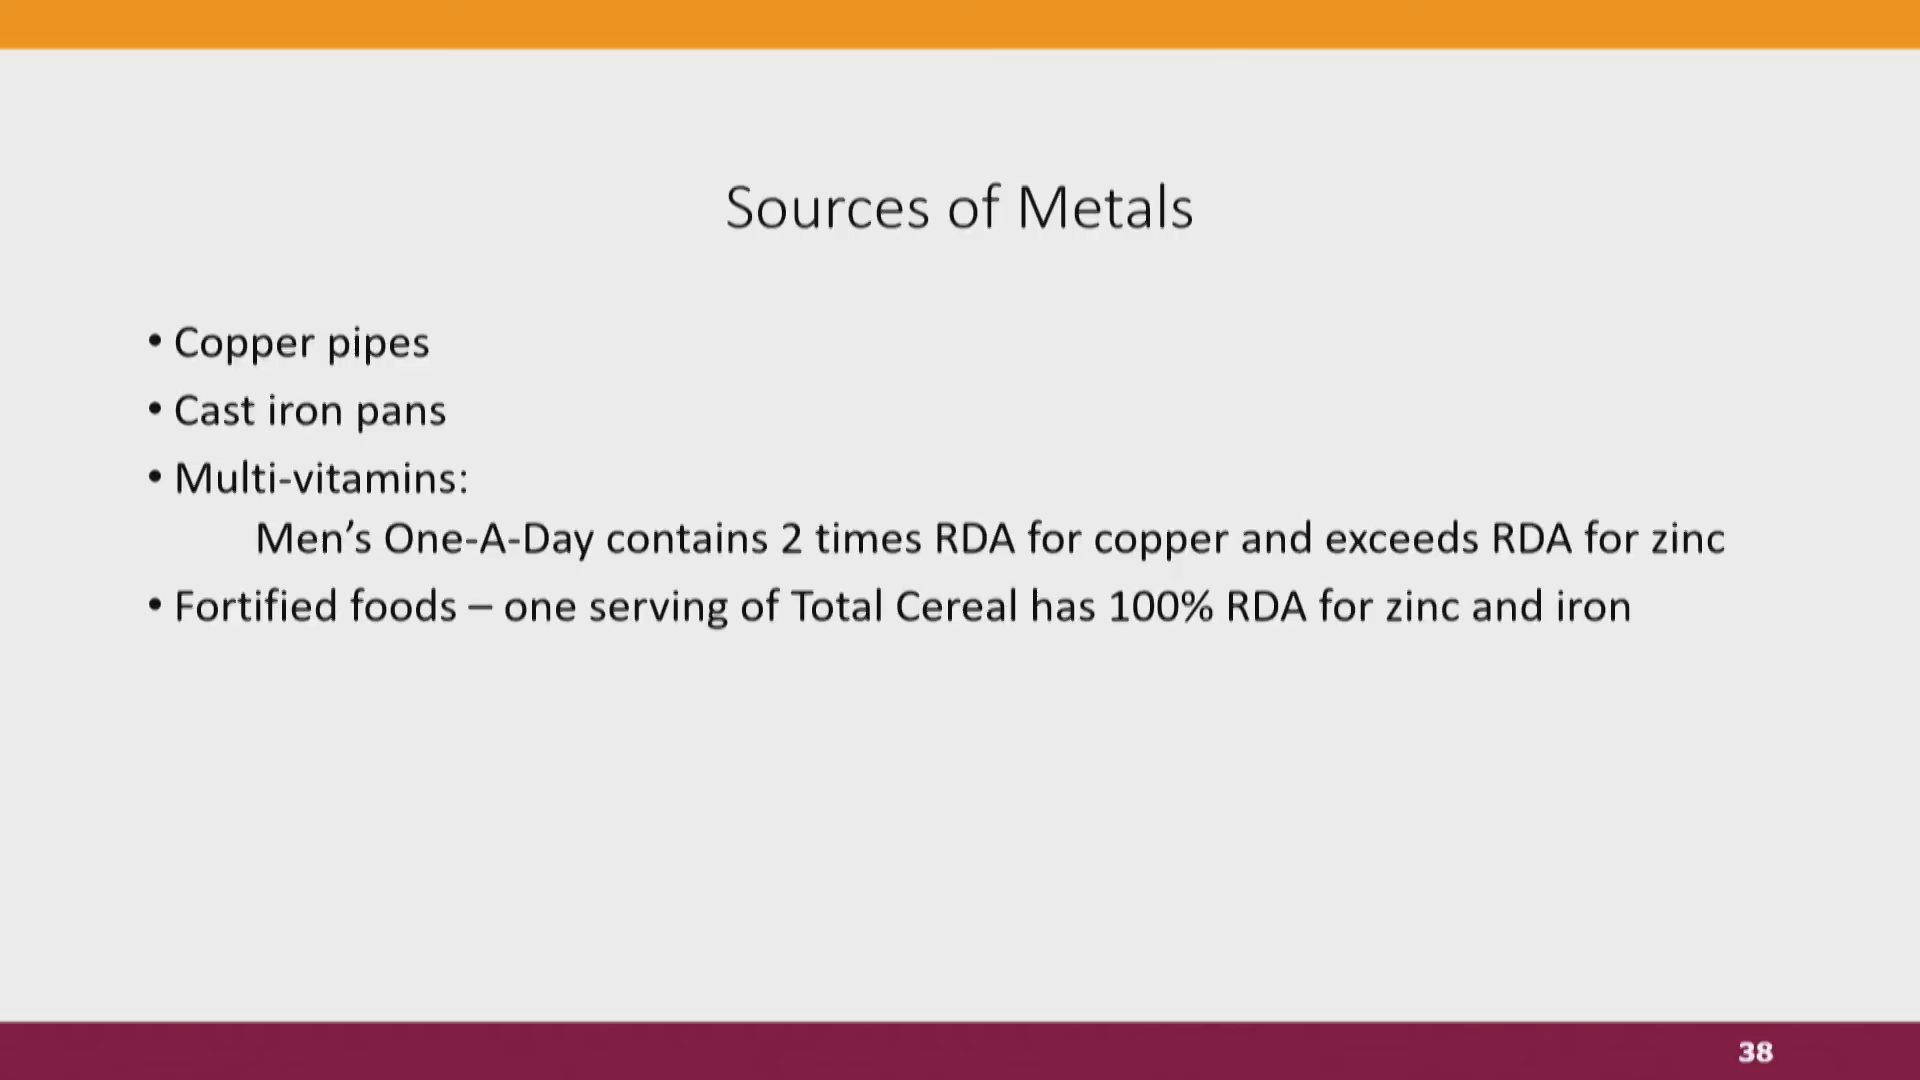 Sources of Metals
• Copper pipes
• Cast iron pans
• Multi-vitamins:
Men’s One-A-Day contains 2 times RDA for copper and exceeds RDA for zinc
• Fortified foods – one serving of Total Cereal has 100% RDA for zinc and iron
38